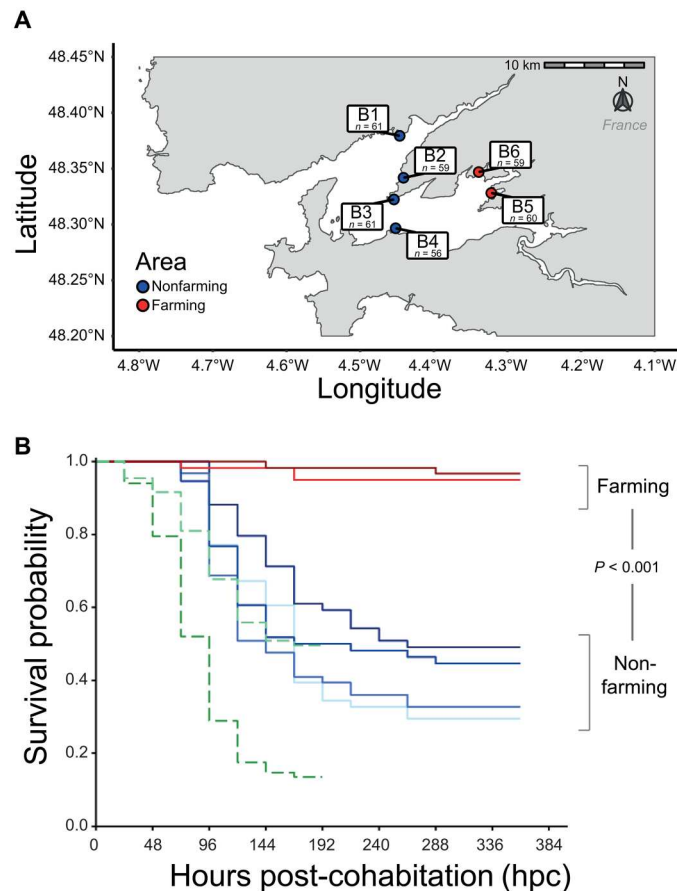 A
48.45°N
48.40°N
48.35°N
48.30°N
48.25°N
48.20°N
Latitude
10 km
N
France
B1
n = 61
B2
n = 59
B6
n = 59
B3
n = 61
B5
n = 60
B4
n = 56
Area
Nonfarming
Farming
4.8°W 4.7°W 4.6°W 4.5°W 4.4°W 4.3°W 4.2°W 4.1°W
Longitude
B
1.0
0.8
0.6
0.4
0.2
0.0
Survival probability
Farming
P < 0.001
Non-
farming
0 48 96 144 192 240 288 336 384
Hours post-cohabitation (hpc)